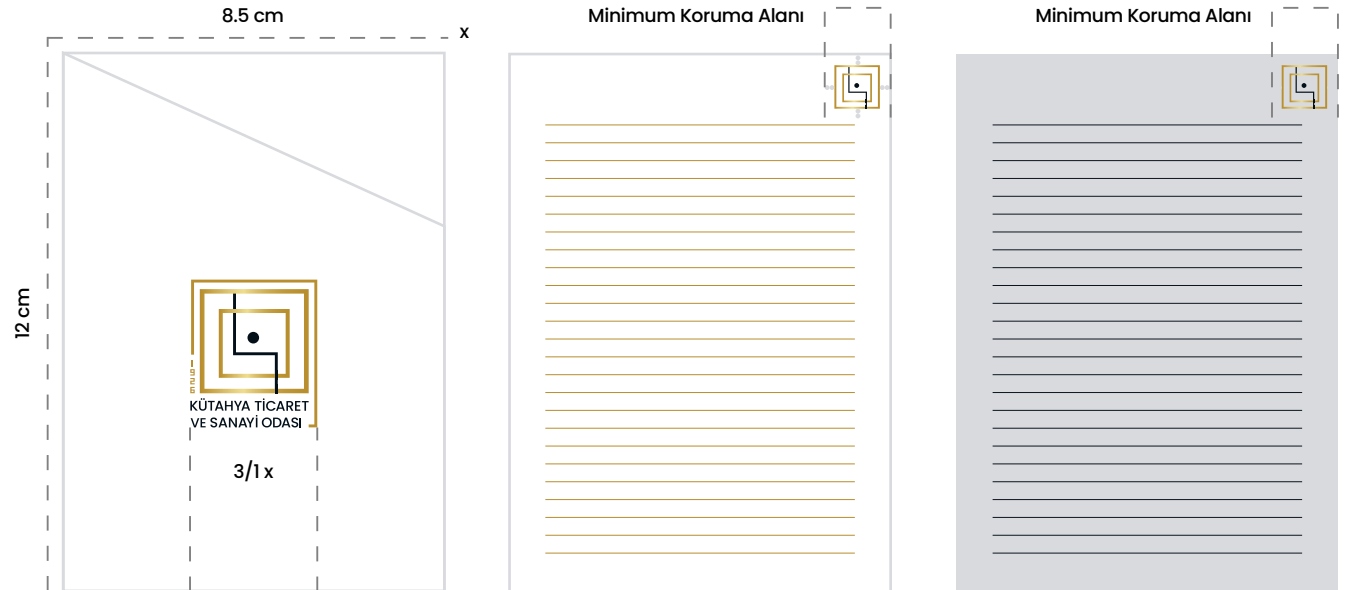 8.5 cm
x
Minimum Koruma Alanı
Minimum Koruma Alanı
12 cm
1926
KÜTAHYA TİCARET
VE SANAYİ ODASI
3/1 x